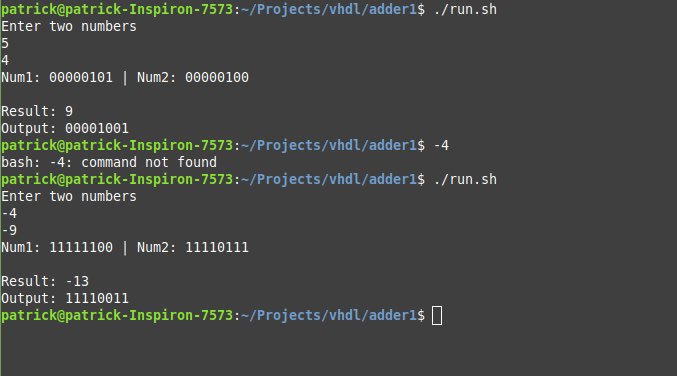 patrick@patrick-Inspiron-7573:~/Projects/vhdl/adder1$ ./run.sh
Enter two numbers
5
4
Num1: 00000101 | Num2: 00000100
Result: 9
Output: 00001001
patrick@patrick-Inspiron-7573:~/Projects/vhdl/adder1$ -4
bash: -4: command not found
patrick@patrick-Inspiron-7573:~/Projects/vhdl/adder1$ ./run.sh
Enter two numbers
-4
-9
Num1: 11111100 | Num2: 11110111
Result: -13
Output: 11110011
patrick@patrick-Inspiron-7573:~/Projects/vhdl/adder1$